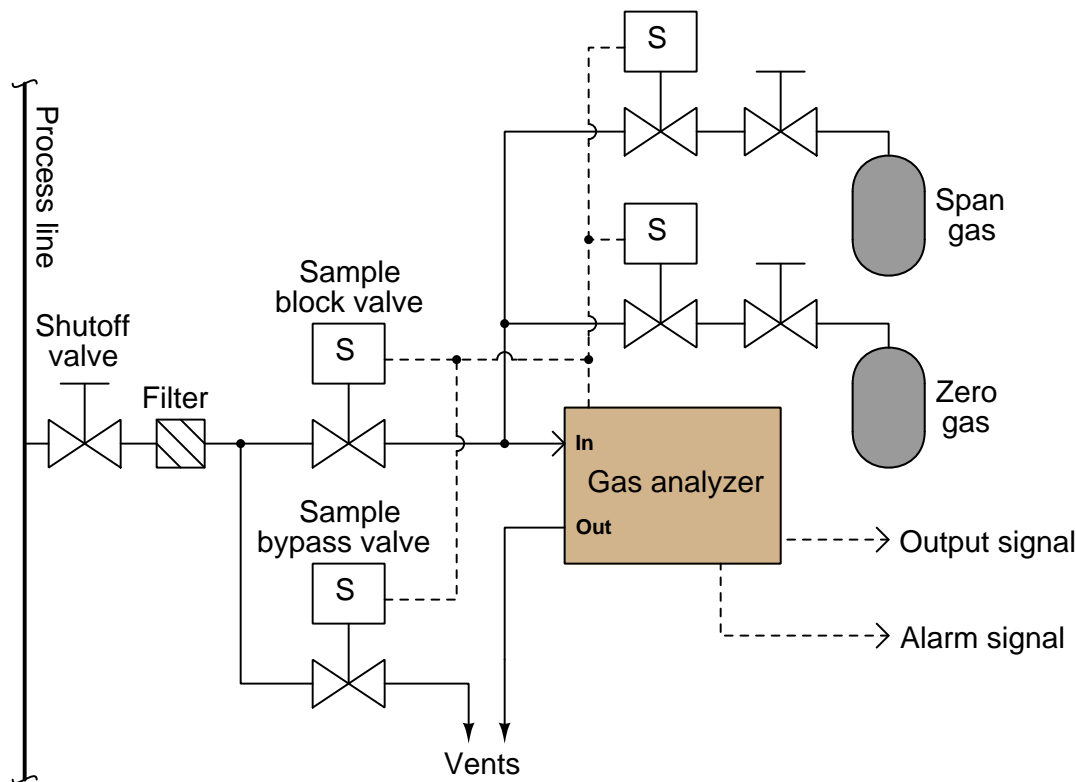 S
Span
gas
S
Zero
gas
Process line
Sample
block valve
S
Shutoff
valve
Filter
In
Gas analyzer
Out
Sample
bypass valve
S
Output signal
Alarm signal
Vents